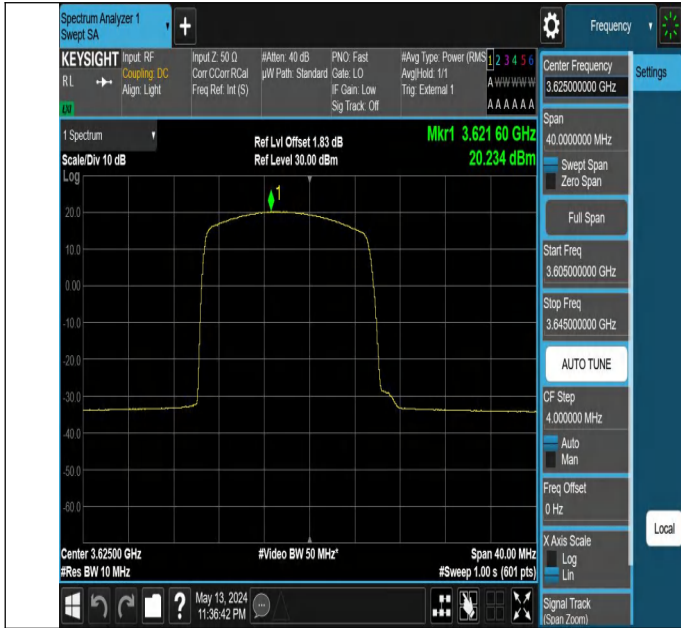 Spectrum Analyzer 1
Swept SA
+
Frequency
KEYSIGHT
RL
LXI
Input: RF
Coupling: DC
Align: Light
Input Z: 50 Ω
Corr CCorr RCal
Freq Ref: Int (S)
#Atten: 40 dB
µW Path: Standard
PNO: Fast
Gate: LO
IF Gain: Low
Sig Track: Off
#Avg Type: Power (RMS
Avg|Hold: 1/1
Trig: External 1
1 2 3 4 5 6
A W W W W W
A A A A A A
1 Spectrum
Scale/Div 10 dB
Ref Lvl Offset 1.83 dB
Ref Level 30.00 dBm
Mkr1 3.621 60 GHz
20.234 dBm
Log
1
20.0
10.0
0.00
-10.0
-20.0
-30.0
-40.0
-50.0
-60.0
Center 3.62500 GHz
#Res BW 10 MHz
#Video BW 50 MHz*
Span 40.00 MHz
#Sweep 1.00 s (601 pts)
?
May 13, 2024
11:36:42 PM
Center Frequency
3.625000000 GHz
Settings
Span
40.0000000 MHz
Swept Span
Zero Span
Full Span
Start Freq
3.605000000 GHz
Stop Freq
3.645000000 GHz
AUTO TUNE
CF Step
4.000000 MHz
Auto
Man
Freq Offset
0 Hz
X Axis Scale
Log
Lin
Local
Signal Track
(Span Zoom)